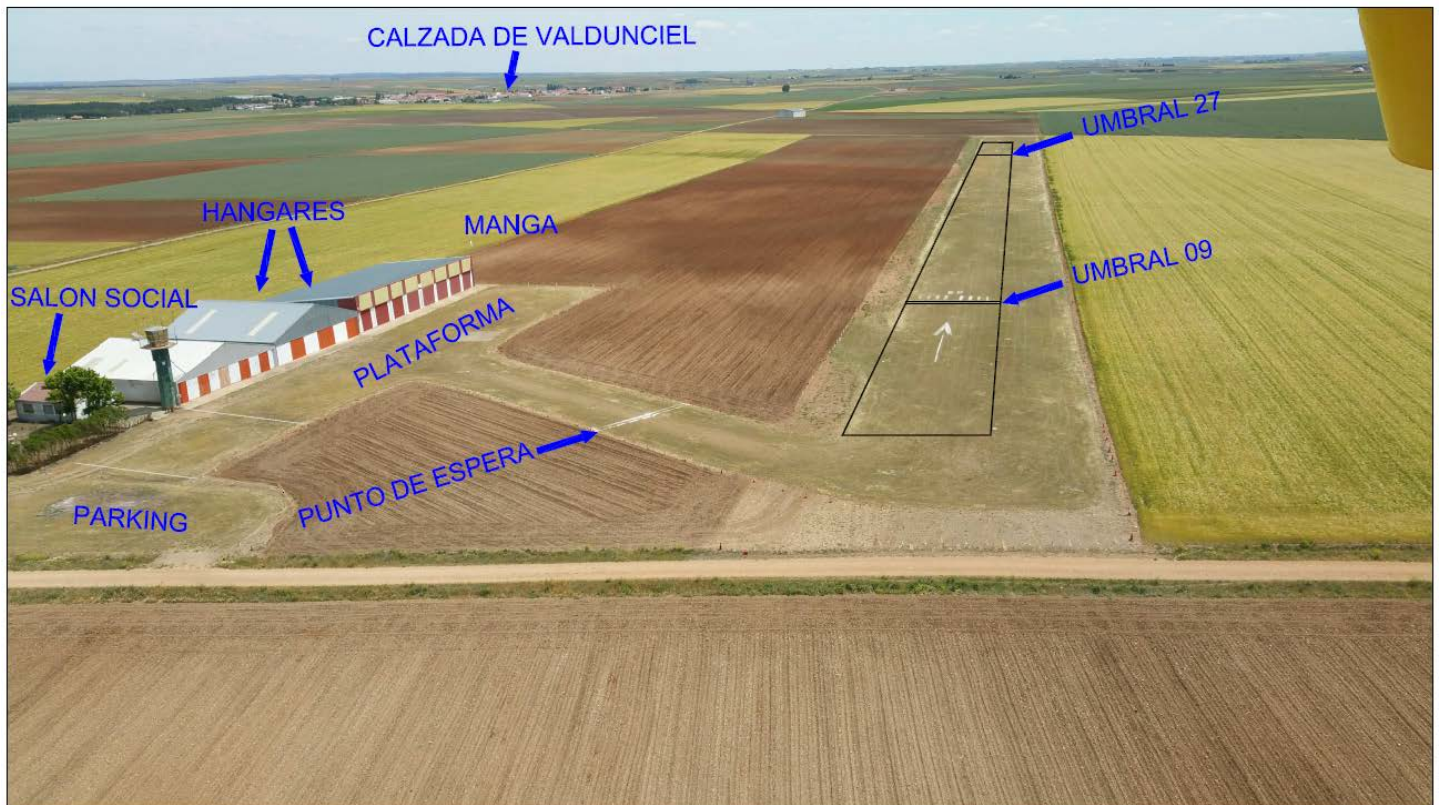 CALZADA DE VALDUNCIEL
UMBRAL 27
HANGARES
MANGA
UMBRAL 09
SALON SOCIAL
PLATAFORMA
PUNTO DE ESPERA
PARKING